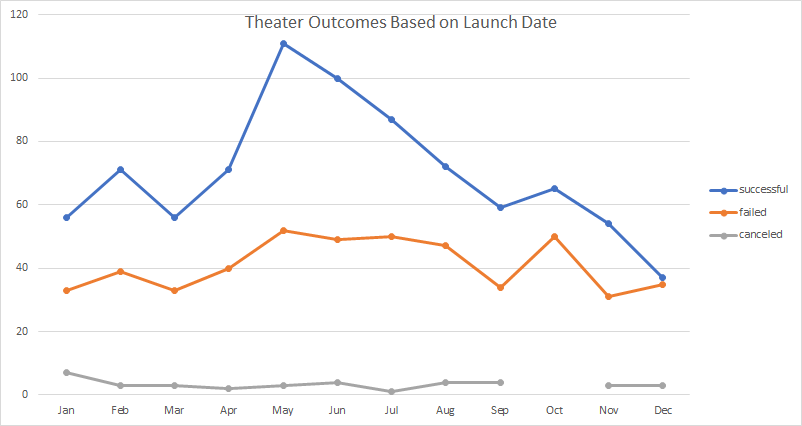 Theater Outcomes Based on Launch Date
120
100
80
60
40
20
0
Jan Feb Mar Apr May Jun Jul Aug Sep Oct Nov Dec
successful
failed
canceled